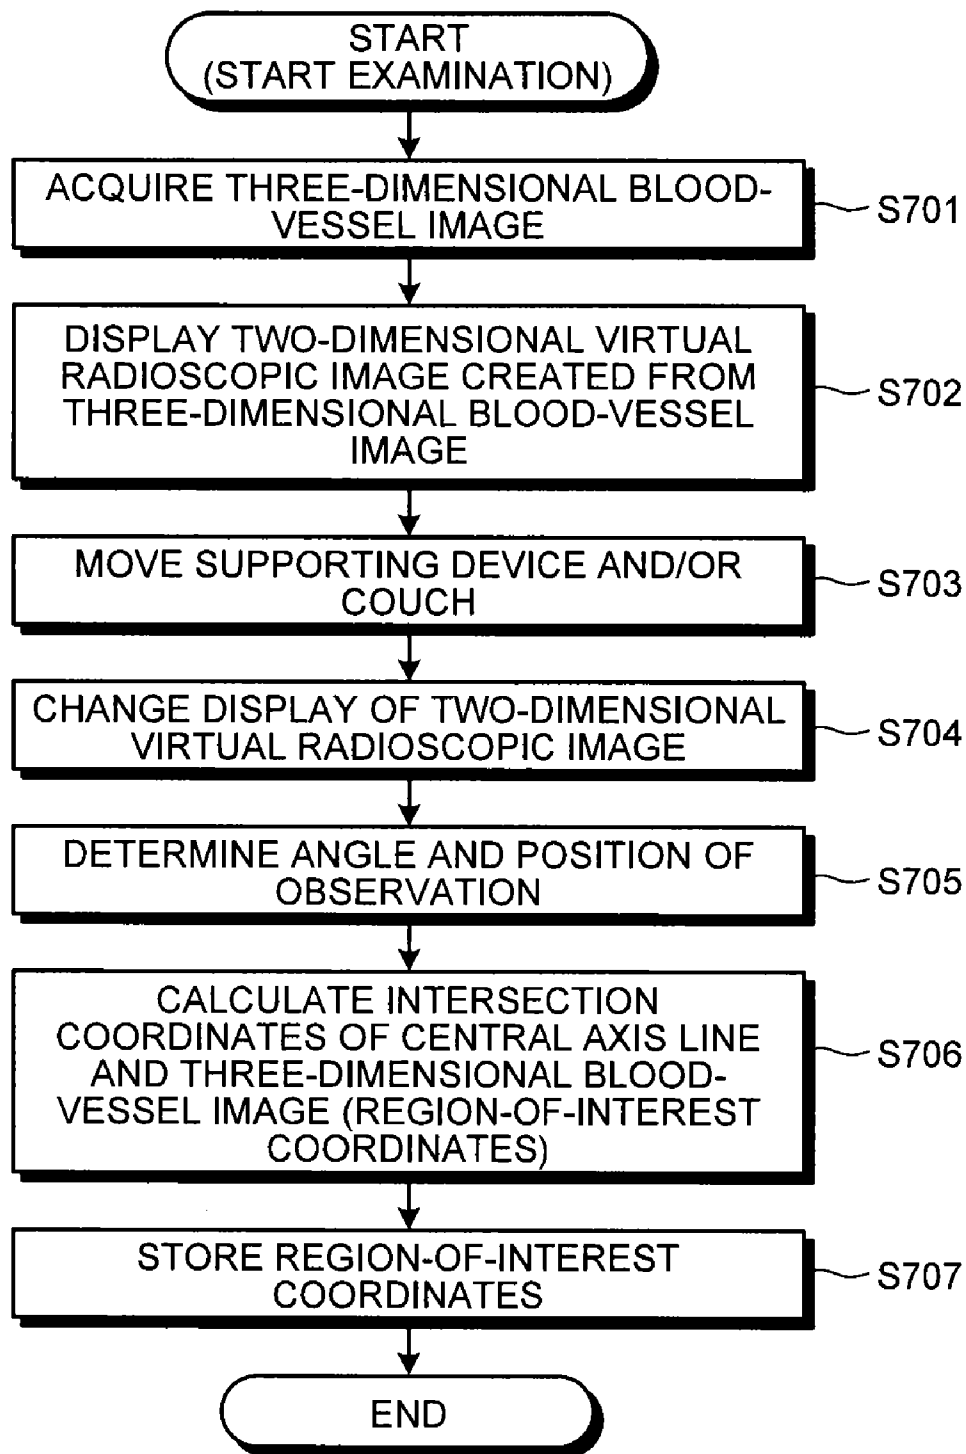 START
(START EXAMINATION)
ACQUIRE THREE-DIMENSIONAL BLOOD-
VESSEL IMAGE
S701
DISPLAY TWO-DIMENSIONAL VIRTUAL
RADIOSCOPIC IMAGE CREATED FROM
THREE-DIMENSIONAL BLOOD-VESSEL
IMAGE
S702
MOVE SUPPORTING DEVICE AND/OR
COUCH
S703
CHANGE DISPLAY OF TWO-DIMENSIONAL
VIRTUAL RADIOSCOPIC IMAGE
S704
DETERMINE ANGLE AND POSITION OF
OBSERVATION
S705
CALCULATE INTERSECTION
COORDINATES OF CENTRAL AXIS LINE
AND THREE-DIMENSIONAL BLOOD-
VESSEL IMAGE (REGION-OF-INTEREST
COORDINATES)
S706
STORE REGION-OF-INTEREST
COORDINATES
S707
END